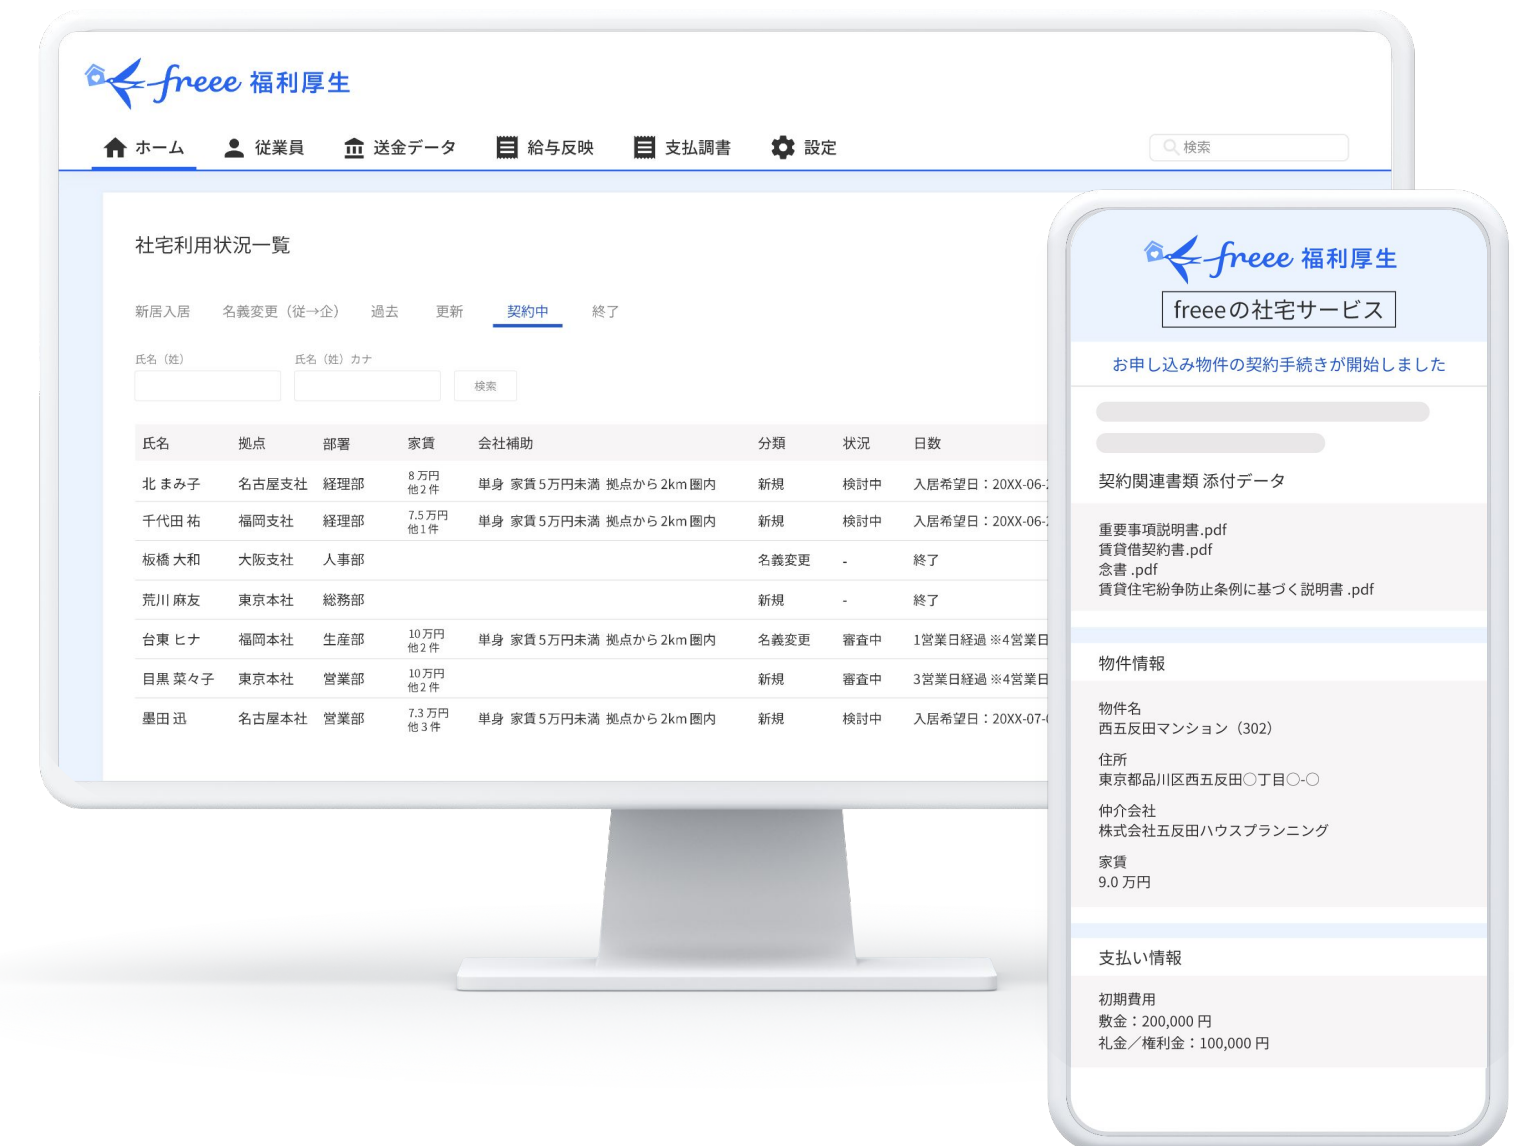 freee 福利厚生
ホーム 従業員 送金データ 給与反映 支払調書 設定 検索
社宅利用状況一覧
新居入居 名義変更（従→企） 過去 更新 契約中 終了
氏名（姓） 氏名（姓）カナ
検索
氏名 拠点 部署 家賃 会社補助 分類 状況 日数
北 まみ子 名古屋支社 経理部 8万円 他2件 単身 家賃5万円未満 拠点から2km圏内 新規 検討中 入居希望日：20XX-06-
千代田 祐 福岡支社 経理部 7.5万円 他1件 単身 家賃5万円未満 拠点から2km圏内 新規 検討中 入居希望日：20XX-06-
板橋 大和 大阪支社 人事部 名義変更 - 終了
荒川 麻友 東京本社 総務部 新規 - 終了
台東 ヒナ 福岡本社 生産部 10万円 他2件 単身 家賃5万円未満 拠点から2km圏内 名義変更 審査中 1営業日経過 ※4営業日
目黒 菜々子 東京本社 営業部 10万円 他2件 新規 審査中 3営業日経過 ※4営業日
墨田 迅 名古屋本社 営業部 7.3万円 他3件 単身 家賃5万円未満 拠点から2km圏内 新規 検討中 入居希望日：20XX-07-
freee 福利厚生
freeeの社宅サービス
お申し込み物件の契約手続きが開始しました
契約関連書類 添付データ
重要事項説明書.pdf
賃貸借契約書.pdf
念書 .pdf
賃貸住宅紛争防止条例に基づく説明書 .pdf
物件情報
物件名
西五反田マンション（302）
住所
東京都品川区西五反田○丁目○-○
仲介会社
株式会社五反田ハウスプランニング
家賃
9.0 万円
支払い情報
初期費用
敷金：200,000 円
礼金／権利金：100,000 円